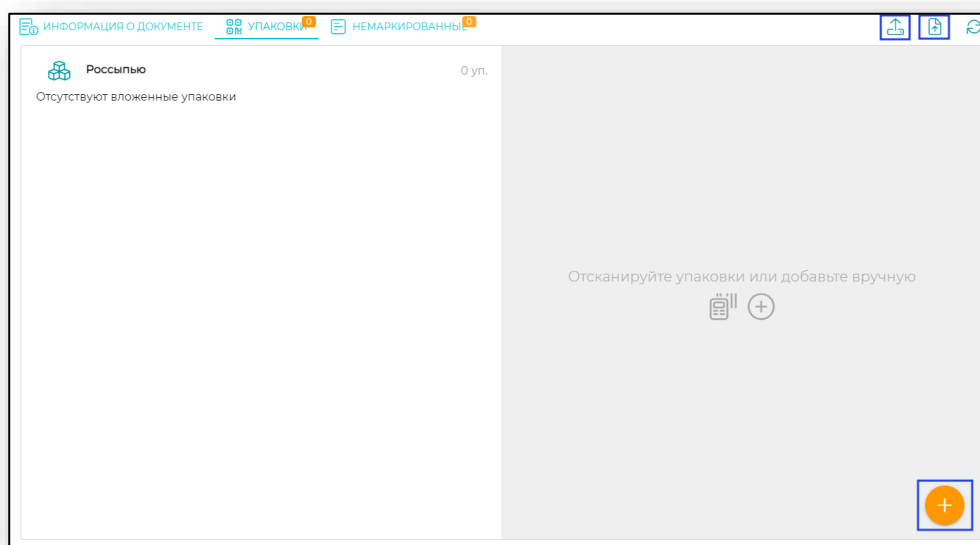 ИНФОРМАЦИЯ О ДОКУМЕНТЕ УПАКОВКИ 0 НЕМАРКИРОВАННЫЕ 0
Россыпью 0 уп.
Отсутствуют вложенные упаковки
Отсканируйте упаковки или добавьте вручную